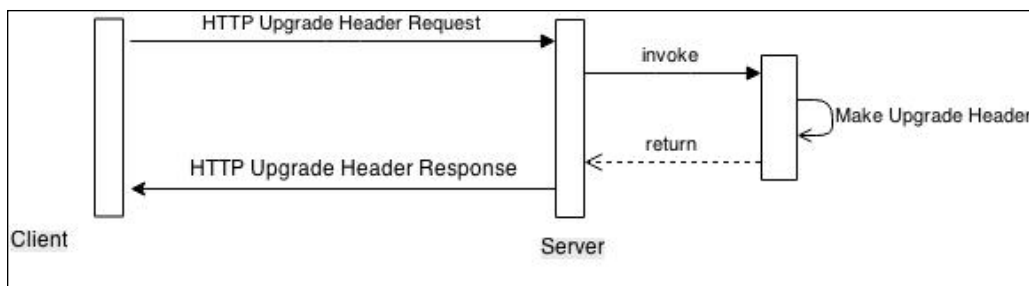 HTTP Upgrade Header Request
invoke
Make Upgrade Header
return
HTTP Upgrade Header Response
Client
Server